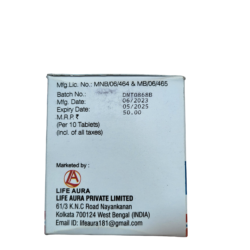 Mfg.Lic. No.: MNB/06/464 & MB/06/465
Batch No.: DNT0868B
Mfg. Date: 06/2023
Expiry Date: 05/2025
M.R.P. ₹ 50.00
(Per 10 Tablets)
(incl. of all taxes)
Marketed by :
LIFE AURA
LIFE AURA PRIVATE LIMITED
61/3 K.N.C Road Nayankanan
Kolkata 700124 West Bengal (INDIA)
Email ID: lifeaura181@gmail.com